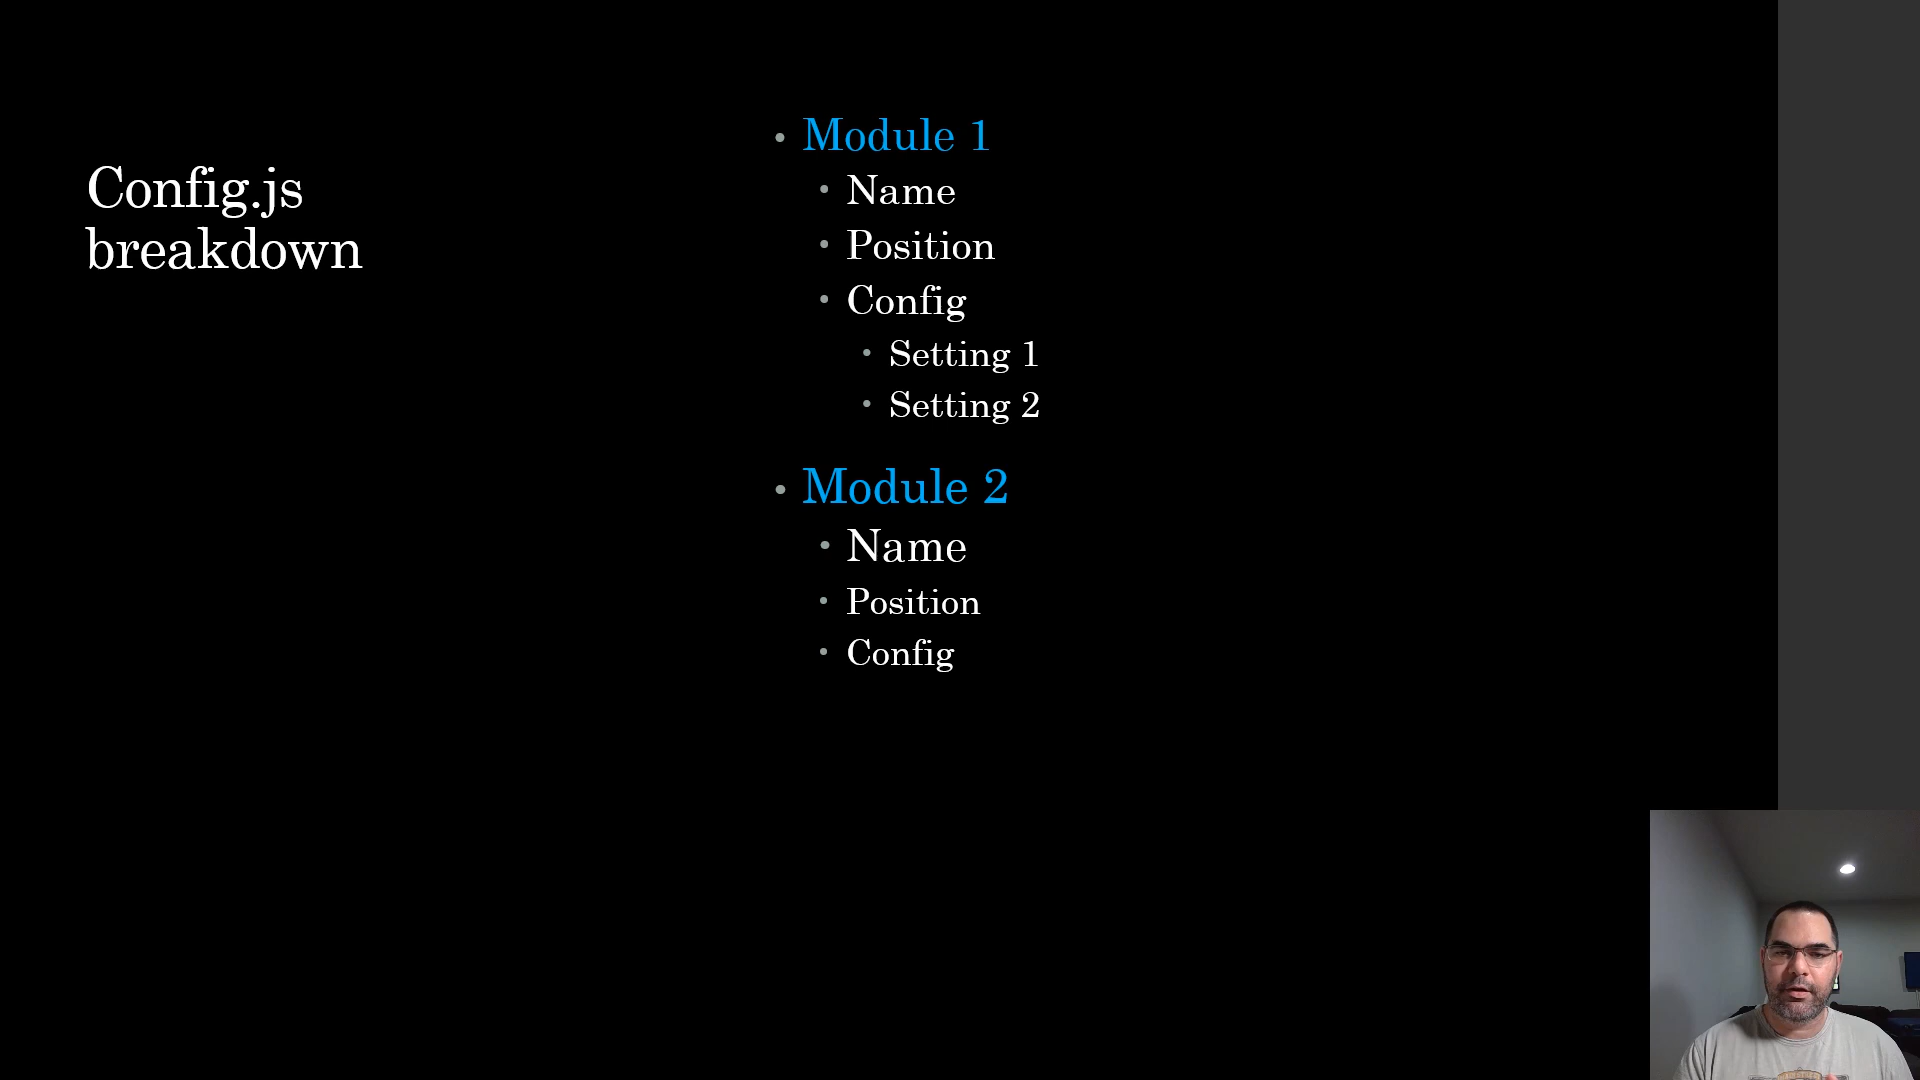 Config.js
breakdown
• Module 1
• Name
• Position
• Config
• Setting 1
• Setting 2
• Module 2
• Name
• Position
• Config